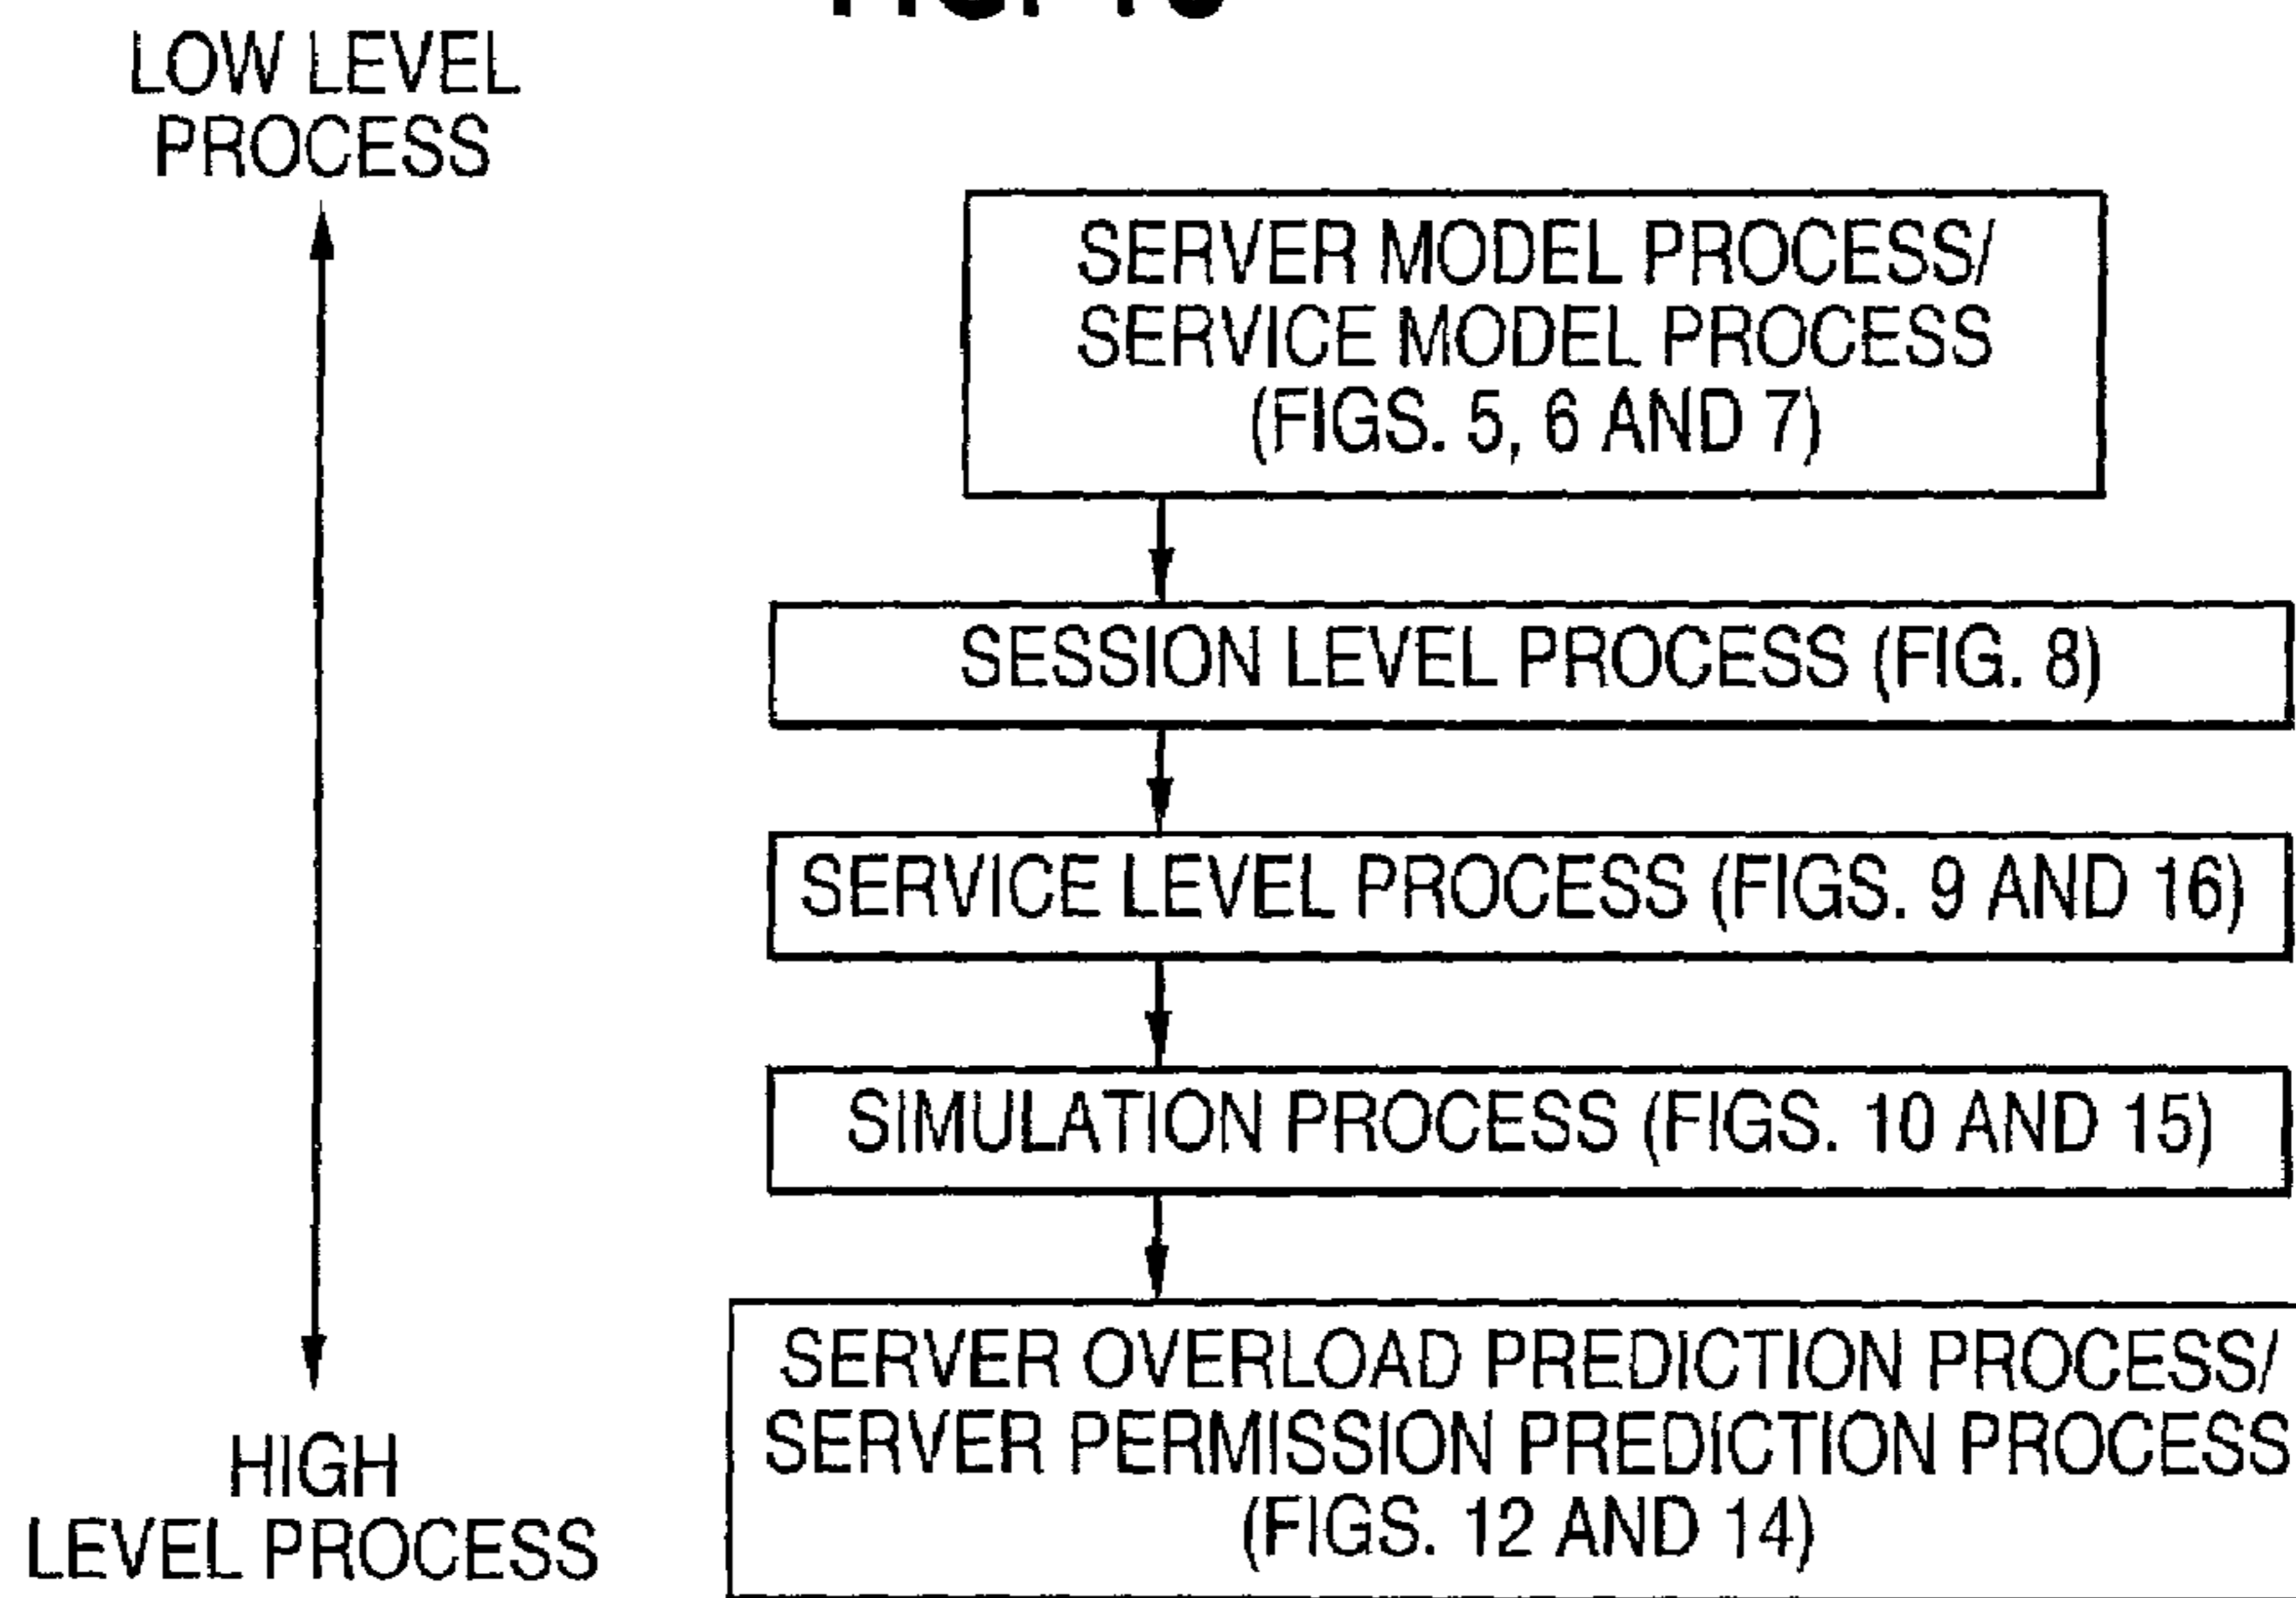 LOW LEVEL
PROCESS
SERVER MODEL PROCESS/
SERVICE MODEL PROCESS
(FIGS. 5, 6 AND 7)
SESSION LEVEL PROCESS (FIG. 8)
SERVICE LEVEL PROCESS (FIGS. 9 AND 16)
SIMULATION PROCESS (FIGS. 10 AND 15)
SERVER OVERLOAD PREDICTION PROCESS/
SERVER PERMISSION PREDICTION PROCESS
(FIGS. 12 AND 14)
HIGH
LEVEL PROCESS